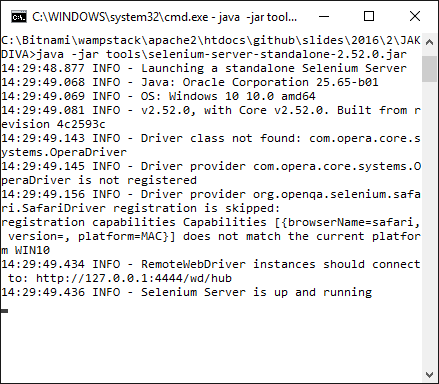 C:\WINDOWS\system32\cmd.exe - java -jar tool...
C:\Bitnami\wampstack\apache2\htdocs\github\slides\2016\2\JAK
DIVA>java -jar tools\selenium-server-standalone-2.52.0.jar
14:29:48.877 INFO - Launching a standalone Selenium Server
14:29:49.068 INFO - Java: Oracle Corporation 25.65-b01
14:29:49.069 INFO - OS: Windows 10 10.0 amd64
14:29:49.081 INFO - v2.52.0, with Core v2.52.0. Built from r
evision 4c2593c
14:29:49.143 INFO - Driver class not found: com.opera.core.s
ystems.OperaDriver
14:29:49.145 INFO - Driver provider com.opera.core.systems.O
peraDriver is not registered
14:29:49.156 INFO - Driver provider org.openqa.selenium.safa
ri.SafariDriver registration is skipped:
registration capabilities Capabilities [{browserName=safari,
 version=, platform=MAC}] does not match the current platfor
m WIN10
14:29:49.434 INFO - RemoteWebDriver instances should connect
 to: http://127.0.0.1:4444/wd/hub
14:29:49.436 INFO - Selenium Server is up and running